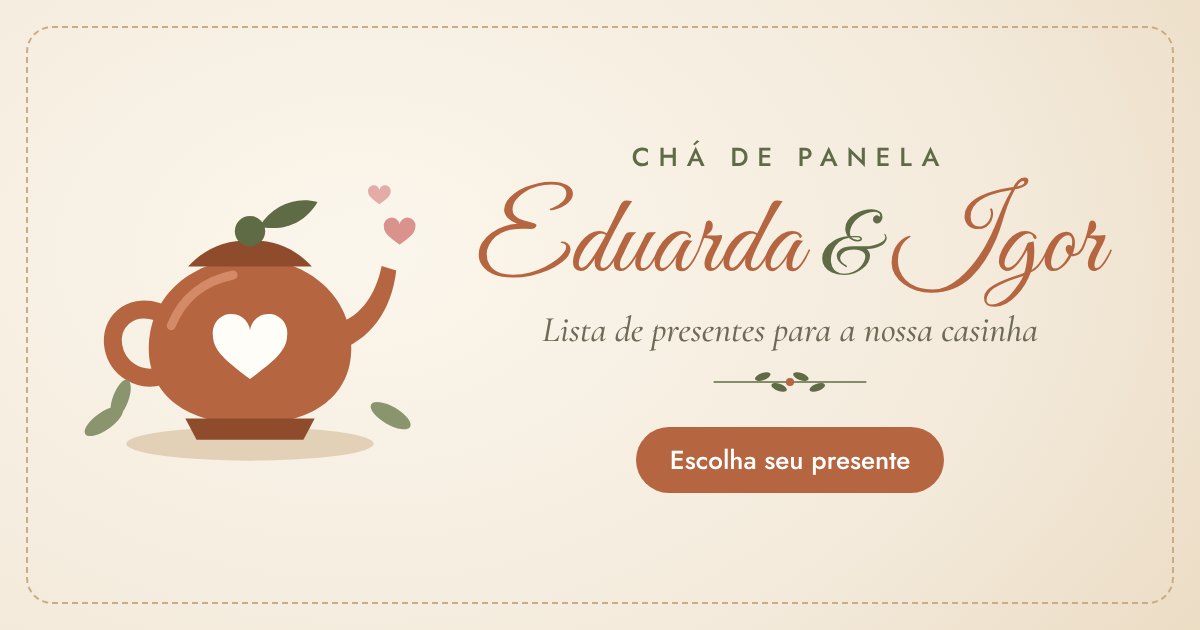 CHÁ DE PANELA
Eduarda & Igor
Lista de presentes para a nossa casinha
Escolha seu presente